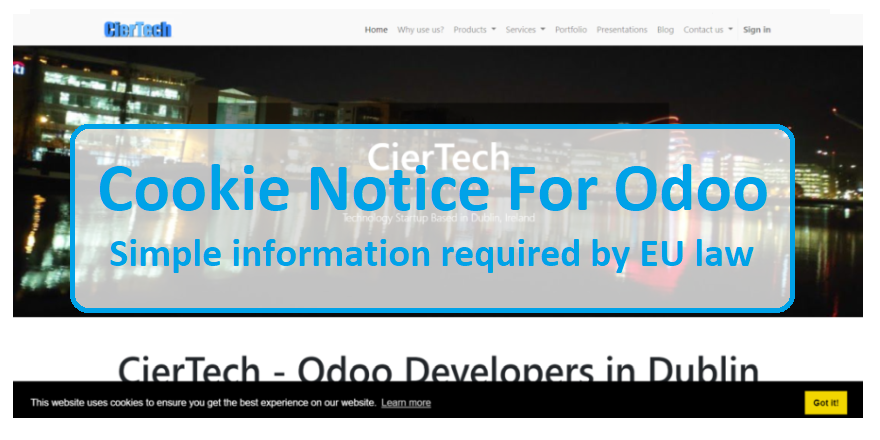 CierTech
Home Why use us? Products Services Portfolio Presentations Blog Contact us Sign in
CierTech
Cookie Notice For Odoo
Technology Startup Based in Dublin, Ireland
Simple information required by EU law
CierTech - Odoo Developers in Dublin
This website uses cookies to ensure you get the best experience on our website. Learn more
Got it!